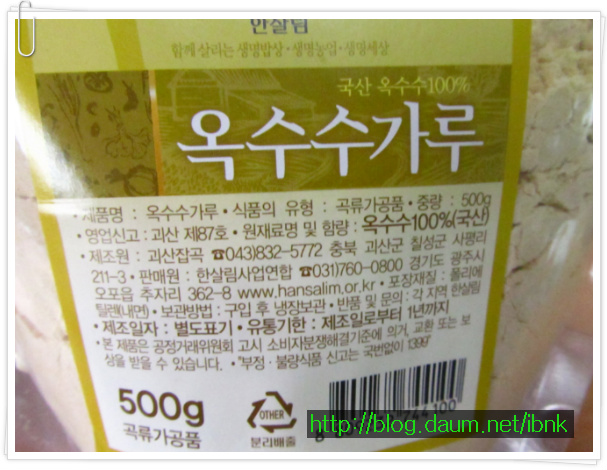 한살림
함께 살리는 생명밥상·생명농업·생명세상
국산 옥수수100%
옥수수가루
제품명 : 옥수수가루 • 식품의 유형 : 곡류가공품 • 중량 : 500g
• 영업신고 : 괴산 제87호 • 원재료명 및 함량 : 옥수수100%(국산)
• 제조원 : 괴산잡곡 ☎043)832-5772 충북 괴산군 칠성군 사평리
211-3 • 판매원 : 한살림사업연합 ☎031)760-0800 경기도 광주시
오포읍 추자리 362-8 www.hansalim.or.kr • 포장재질 : 폴리에
틸렌(내면) • 보관방법 : 구입 후 냉장보관 • 반품 및 문의 : 각 지역 한살림
• 제조일자 : 별도표기 • 유통기한 : 제조일로부터 1년까지
• 본 제품은 공정거래위원회 고시 소비자분쟁해결기준에 의거, 교환 또는 보
상을 받을 수 있습니다. • "부정·불량식품 신고는 국번없이 1399"
500g
곡류가공품
OTHER
분리배출
http://blog.daum.net/ibnk